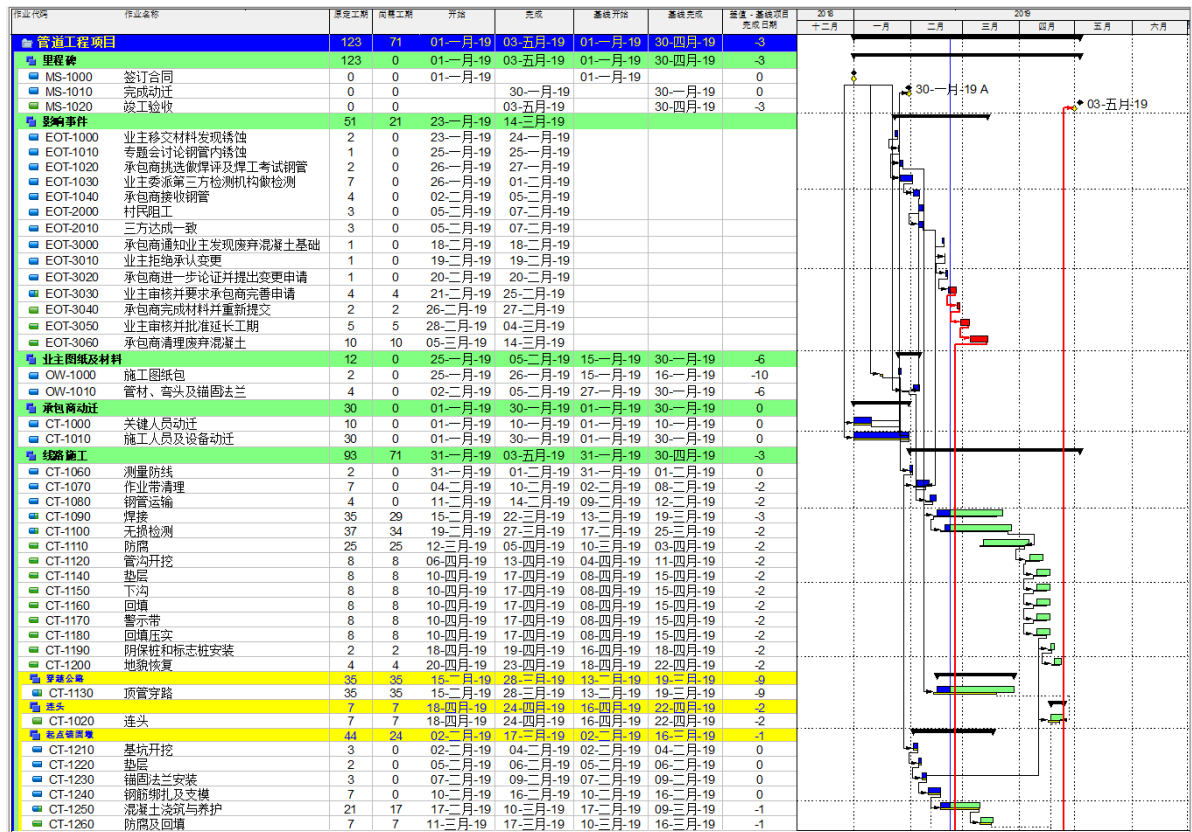 作业代码 作业名称 原定工期 尚需工期 开始 完成 基线开始 基线完成 差值 - 基线项目完成日期 2018 2019
十二月 一月 二月 三月 四月 五月 六月
管道工程项目 123 71 01-一月-19 03-五月-19 01-一月-19 30-四月-19 -3
里程碑 123 0 01-一月-19 03-五月-19 01-一月-19 30-四月-19 -3
MS-1000 签订合同 0 0 01-一月-19 01-一月-19 0
MS-1010 完成动迁 0 0 30-一月-19 30-一月-19 0 30-一月-19 A
MS-1020 竣工验收 0 0 03-五月-19 30-四月-19 -3 03-五月-19
影响事件 51 21 23-一月-19 14-三月-19
EOT-1000 业主移交材料发现锈蚀 2 0 23-一月-19 24-一月-19
EOT-1010 专题会讨论钢管内锈蚀 1 0 25-一月-19 25-一月-19
EOT-1020 承包商挑选做焊评及焊工考试钢管 2 0 26-一月-19 27-一月-19
EOT-1030 业主委派第三方检测机构做检测 7 0 26-一月-19 01-二月-19
EOT-1040 承包商接收钢管 4 0 02-二月-19 05-二月-19
EOT-2000 村民阻工 3 0 05-二月-19 07-二月-19
EOT-2010 三方达成一致 3 0 05-二月-19 07-二月-19
EOT-3000 承包商通知业主发现废弃混凝土基础 1 0 18-二月-19 18-二月-19
EOT-3010 业主拒绝承认变更 1 0 19-二月-19 19-二月-19
EOT-3020 承包商进一步论证并提出变更申请 1 0 20-二月-19 20-二月-19
EOT-3030 业主审核并要求承包商完善申请 4 4 21-二月-19 25-二月-19
EOT-3040 承包商完成材料并重新提交 2 2 26-二月-19 27-二月-19
EOT-3050 业主审核并批准延长工期 5 5 28-二月-19 04-三月-19
EOT-3060 承包商清理废弃混凝土 10 10 05-三月-19 14-三月-19
业主图纸及材料 12 0 25-一月-19 05-二月-19 15-一月-19 30-一月-19 -6
OW-1000 施工图纸包 2 0 25-一月-19 26-一月-19 15-一月-19 16-一月-19 -10
OW-1010 管材、弯头及锚固法兰 4 0 02-二月-19 05-二月-19 27-一月-19 30-一月-19 -6
承包商动迁 30 0 01-一月-19 30-一月-19 01-一月-19 30-一月-19 0
CT-1000 关键人员动迁 10 0 01-一月-19 10-一月-19 01-一月-19 10-一月-19 0
CT-1010 施工人员及设备动迁 30 0 01-一月-19 30-一月-19 01-一月-19 30-一月-19 0
线路施工 93 71 31-一月-19 03-五月-19 31-一月-19 30-四月-19 -3
CT-1060 测量防线 2 0 31-一月-19 01-二月-19 31-一月-19 01-二月-19 0
CT-1070 作业带清理 7 0 04-二月-19 10-二月-19 02-二月-19 08-二月-19 -2
CT-1080 钢管运输 4 0 11-二月-19 14-二月-19 09-二月-19 12-二月-19 -2
CT-1090 焊接 35 29 15-二月-19 22-三月-19 13-二月-19 19-三月-19 -3
CT-1100 无损检测 37 34 19-二月-19 27-三月-19 17-二月-19 25-三月-19 -2
CT-1110 防腐 25 25 12-三月-19 05-四月-19 10-三月-19 03-四月-19 -2
CT-1120 管沟开挖 8 8 06-四月-19 13-四月-19 04-四月-19 11-四月-19 -2
CT-1140 垫层 8 8 10-四月-19 17-四月-19 08-四月-19 15-四月-19 -2
CT-1150 下沟 8 8 10-四月-19 17-四月-19 08-四月-19 15-四月-19 -2
CT-1160 回填 8 8 10-四月-19 17-四月-19 08-四月-19 15-四月-19 -2
CT-1170 警示带 8 8 10-四月-19 17-四月-19 08-四月-19 15-四月-19 -2
CT-1180 回填压实 8 8 10-四月-19 17-四月-19 08-四月-19 15-四月-19 -2
CT-1190 阴保桩和标志桩安装 2 2 18-四月-19 19-四月-19 16-四月-19 18-四月-19 -2
CT-1200 地貌恢复 4 4 20-四月-19 23-四月-19 18-四月-19 22-四月-19 -2
穿越公路 35 35 15-二月-19 28-三月-19 13-二月-19 19-三月-19 -9
CT-1130 顶管穿路 35 35 15-二月-19 28-三月-19 13-二月-19 19-三月-19 -9
连头 7 7 18-四月-19 24-四月-19 16-四月-19 22-四月-19 -2
CT-1020 连头 7 7 18-四月-19 24-四月-19 16-四月-19 22-四月-19 -2
起点锚固墩 44 24 02-二月-19 17-三月-19 02-二月-19 16-三月-19 -1
CT-1210 基坑开挖 3 0 02-二月-19 04-二月-19 02-二月-19 04-二月-19 0
CT-1220 垫层 2 0 05-二月-19 06-二月-19 05-二月-19 06-二月-19 0
CT-1230 锚固法兰安装 3 0 07-二月-19 09-二月-19 07-二月-19 09-二月-19 0
CT-1240 钢筋绑扎及支模 7 0 10-二月-19 16-二月-19 10-二月-19 16-二月-19 0
CT-1250 混凝土浇筑与养护 21 17 17-二月-19 10-三月-19 17-二月-19 09-三月-19 -1
CT-1260 防腐及回填 7 7 11-三月-19 17-三月-19 10-三月-19 16-三月-19 -1